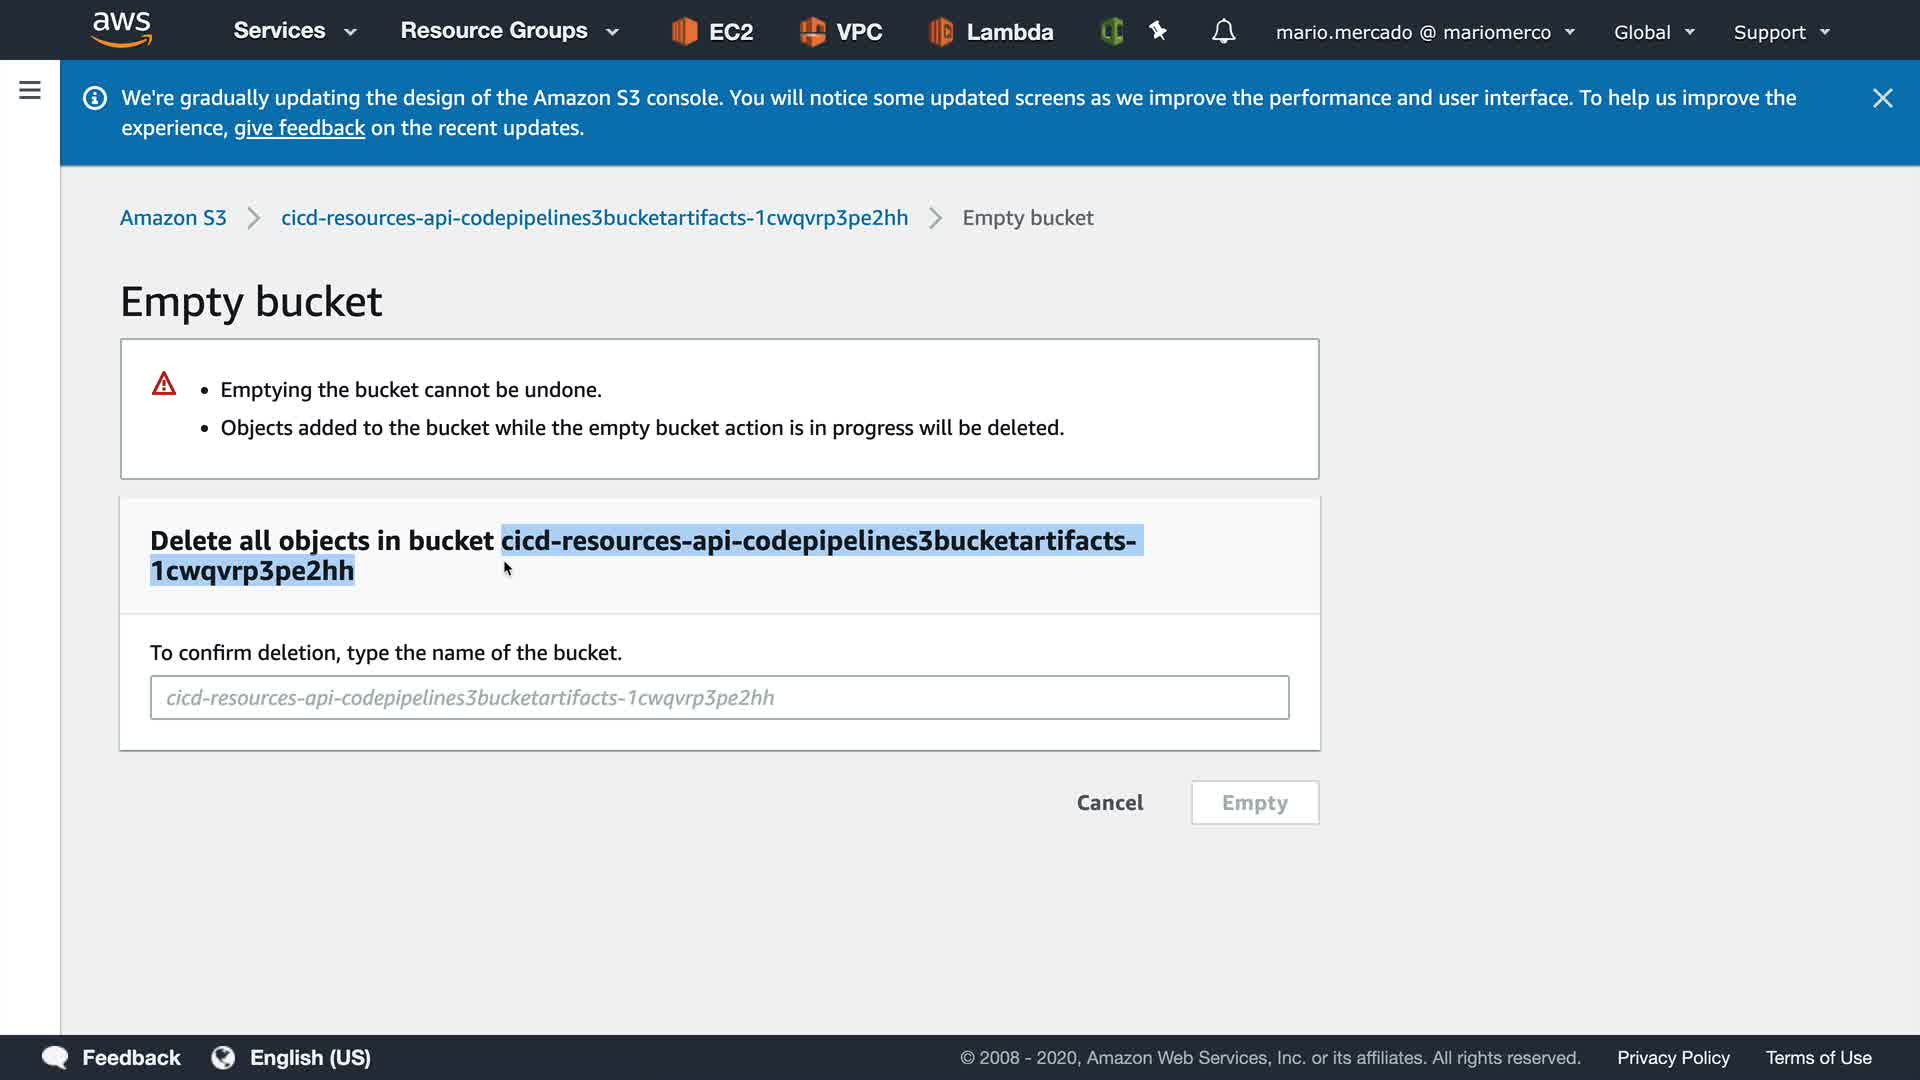 aws Services Resource Groups EC2 VPC Lambda mario.mercado @ mariomerco Global Support
We're gradually updating the design of the Amazon S3 console. You will notice some updated screens as we improve the performance and user interface. To help us improve the
experience, give feedback on the recent updates.
Amazon S3 cicd-resources-api-codepipelines3bucketartifacts-1cwqvrp3pe2hh Empty bucket
Empty bucket
• Emptying the bucket cannot be undone.
• Objects added to the bucket while the empty bucket action is in progress will be deleted.
Delete all objects in bucket cicd-resources-api-codepipelines3bucketartifacts-
1cwqvrp3pe2hh
To confirm deletion, type the name of the bucket.
cicd-resources-api-codepipelines3bucketartifacts-1cwqvrp3pe2hh
Cancel Empty
Feedback English (US) © 2008 - 2020, Amazon Web Services, Inc. or its affiliates. All rights reserved. Privacy Policy Terms of Use